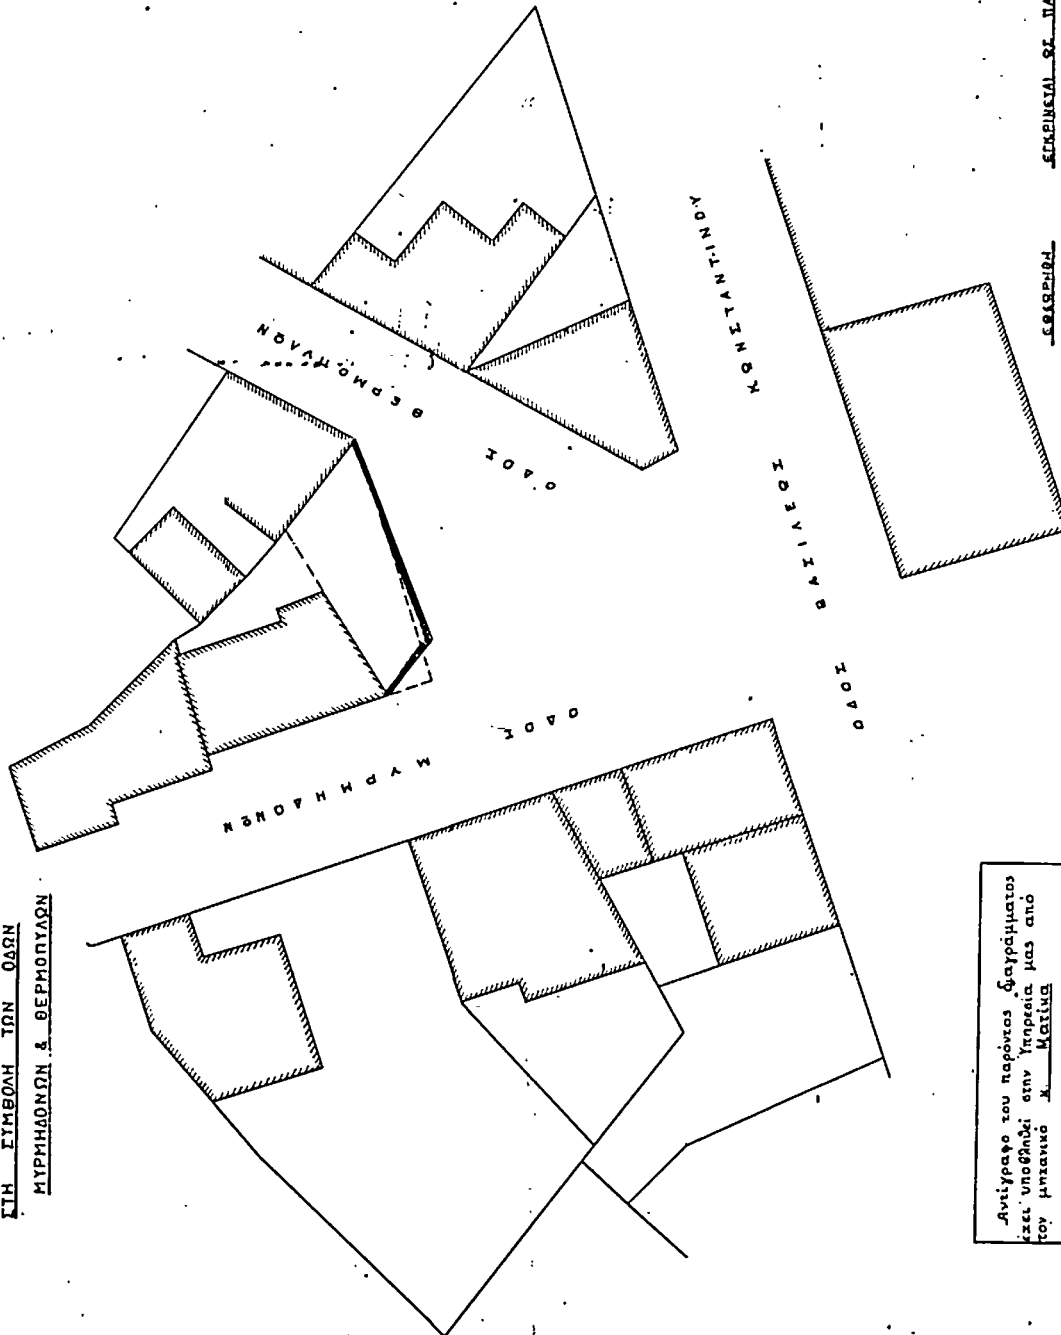 ΣΤΗ ΣΥΜΒΟΛΗ ΤΩΝ ΟΔΩΝ
ΜΥΡΜΗΔΟΝΩΝ & ΘΕΡΜΟΠΥΛΩΝ
ΟΔΟΣ ΜΥΡΜΗΔΟΝΩΝ
ΟΔΟΣ ΘΕΡΜΟΠΥΛΩΝ
ΟΔΟΣ ΒΑΣΙΛΕΩΣ ΚΩΝΣΤΑΝΤΙΝΟΥ
Αντίγραφο του παρόντος διαγράμματος
έχει υποβληθεί στην Υπηρεσία μας από
τον μηχανικό κ. Ματίκα
ΕΘΕΩΡΗΘΗ
ΕΓΚΡΙΝΕΤΑΙ ΩΣ